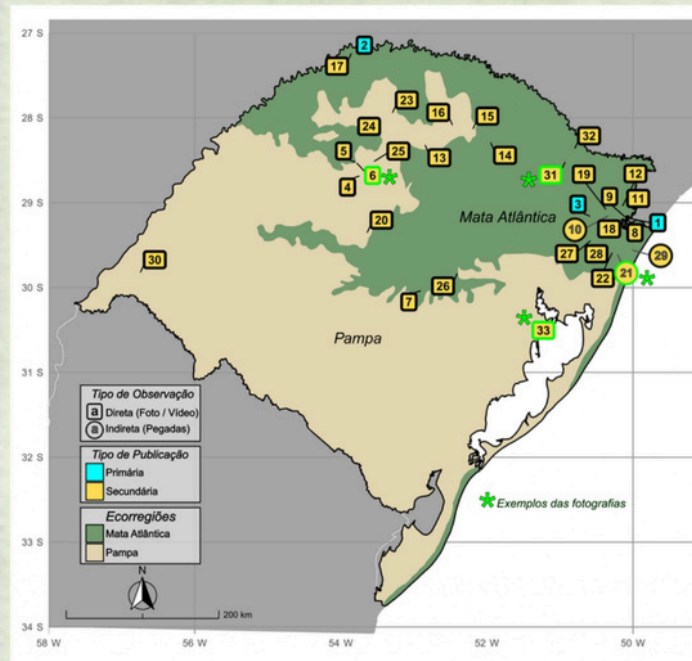 27 S
2
17
28 S
23
16
15
24
32
5
25
13
14
6
31
19
12
4
9
11
29 S
3
Mata Atlântica
20
10
18
8
1
30
27
28
29
21
30 S
26
22
7
33
Pampa
31 S
Tipo de Observação
a Direta (Foto / Vídeo)
a Indireta (Pegadas)
Tipo de Publicação
32 S
Primária
Secundária
Exemplos das fotografias
Ecorregiões
Mata Atlântica
33 S
Pampa
N
200 km
34 S
58 W
56 W
54 W
52 W
50 W